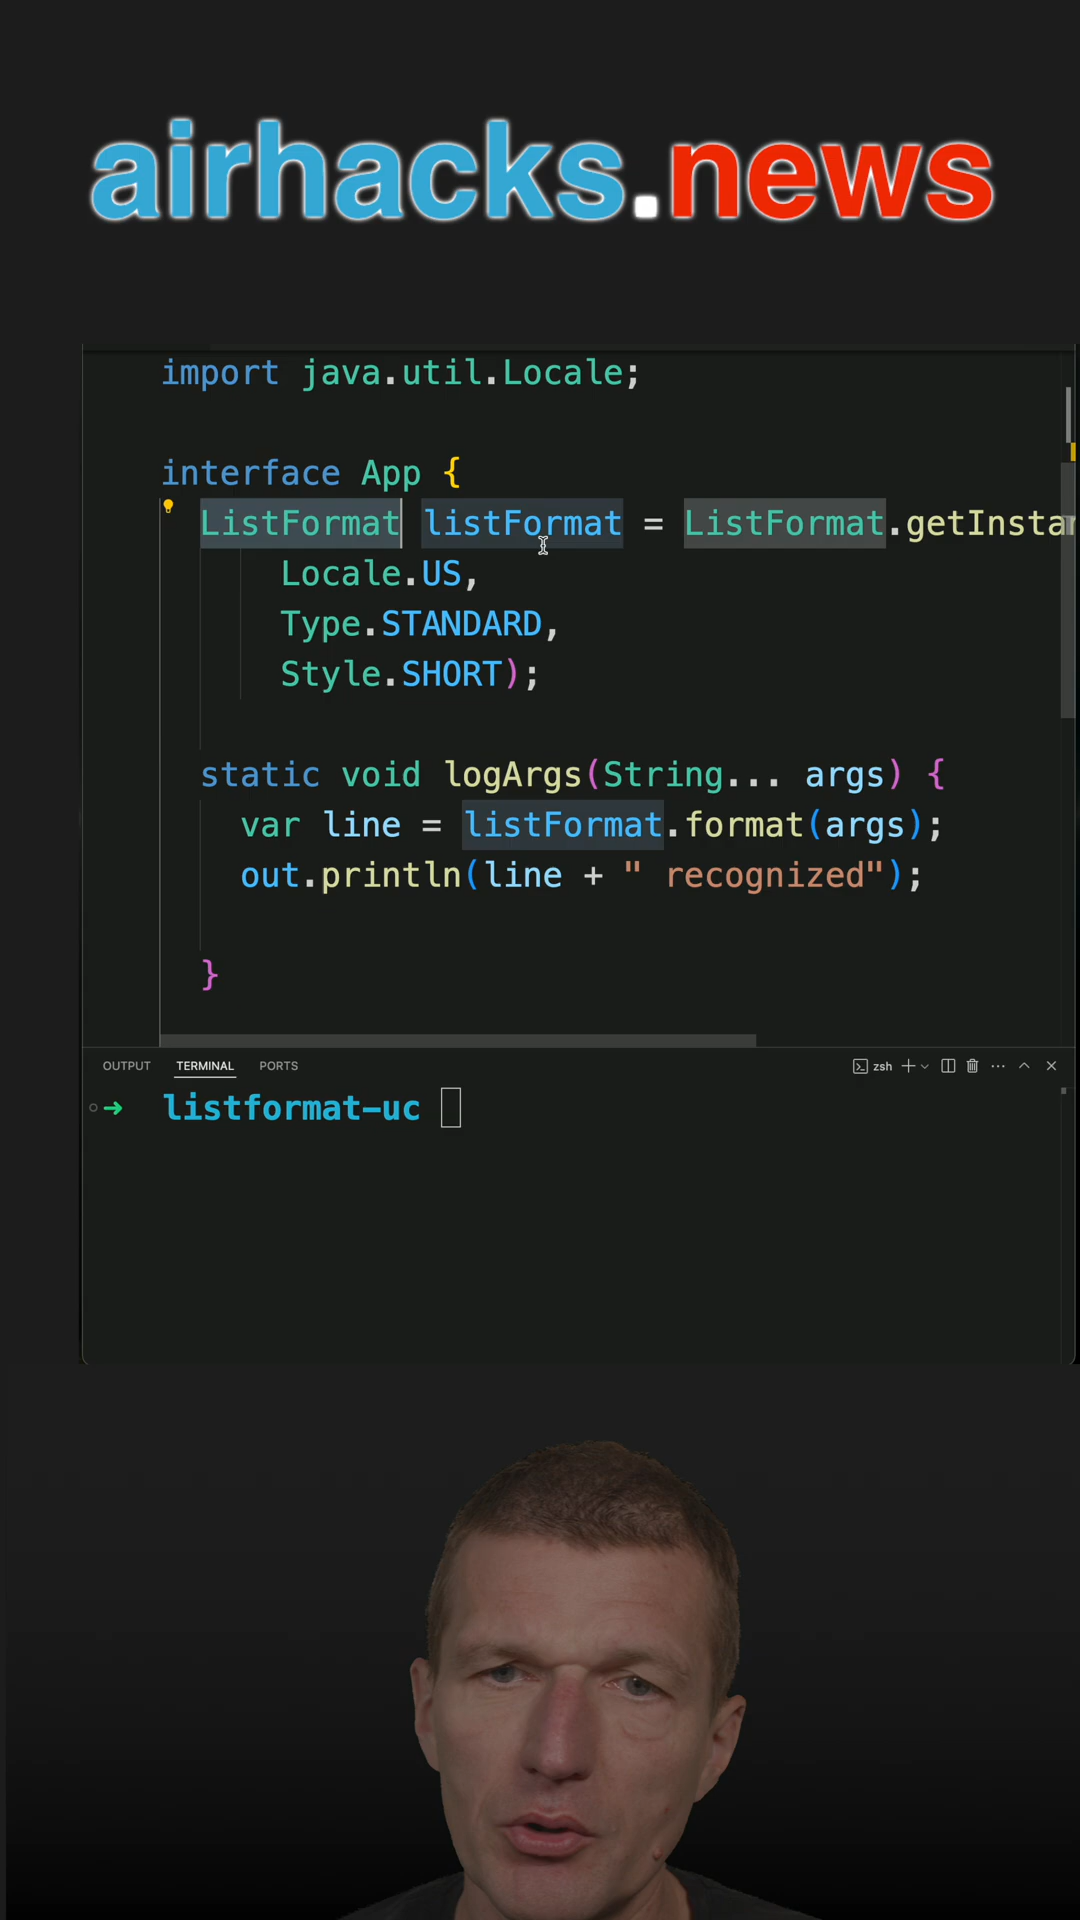 airhacks.news
import java.util.Locale;
interface App {
ListFormat listFormat = ListFormat.getInstan
Locale.US,
Type.STANDARD,
Style.SHORT);
static void logArgs(String... args) {
var line = listFormat.format(args);
out.println(line + " recognized");
}
OUTPUT TERMINAL PORTS zsh
listformat-uc